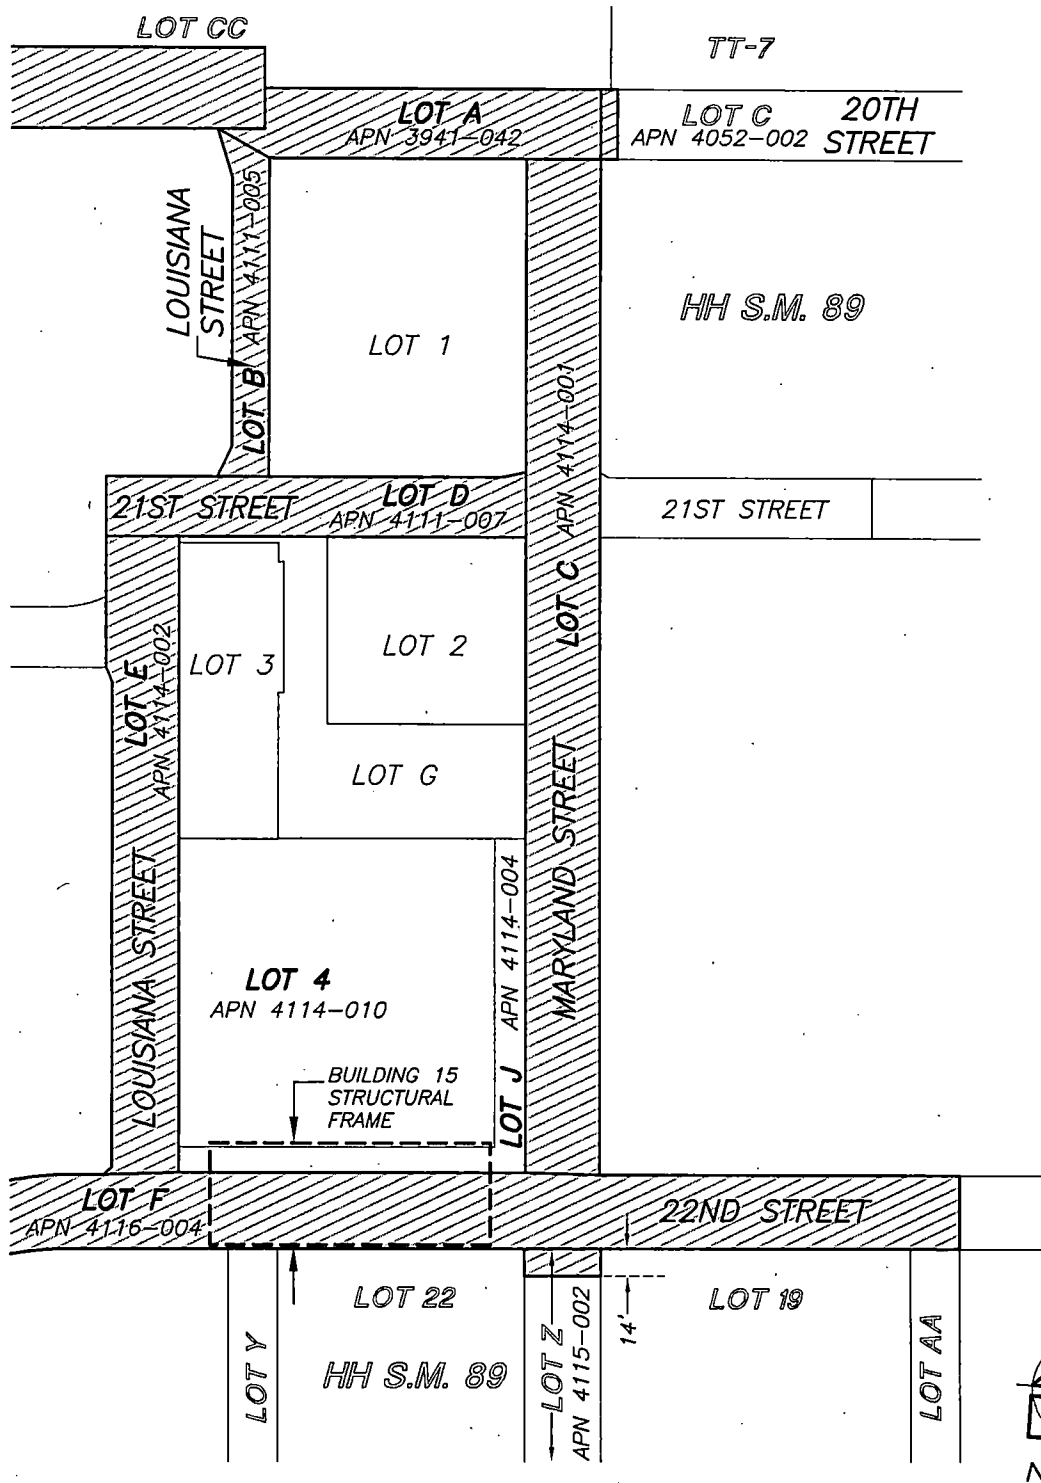 LOT CC
TT-7
LOT A
APN 3941-042
LOT C
APN 4052-002
20TH
STREET
LOUISIANA
STREET
LOT B APN 4111-005
HH S.M. 89
LOT 1
LOT C APN 4114-001
21ST STREET
LOT D
APN 4111-007
21ST STREET
LOT E
APN 4114-002
LOT 3
LOT 2
LOT G
LOUISIANA STREET
MARYLAND STREET
LOT 4
APN 4114-010
LOT J APN 4114-004
BUILDING 15
STRUCTURAL
FRAME
LOT F
APN 4116-004
22ND STREET
LOT 22
LOT 19
14'
LOT Y
HH S.M. 89
LOT Z
APN 4115-002
LOT AA